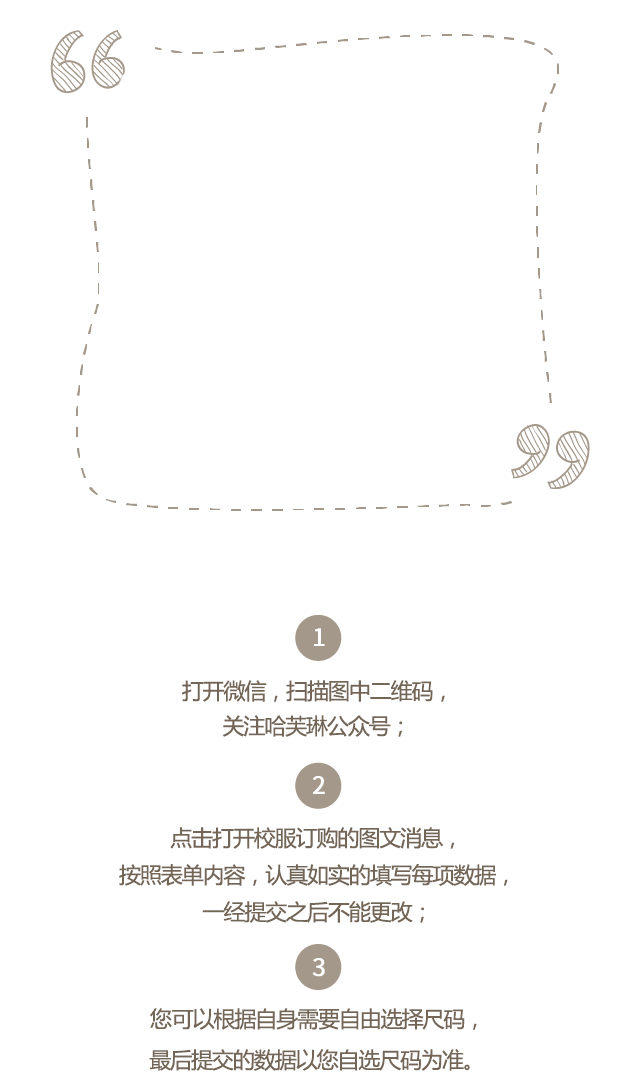 1
打开微信，扫描图中二维码，
关注哈芙琳公众号；
2
点击打开校服订购的图文消息，
按照表单内容，认真如实的填写每项数据，
一经提交之后不能更改；
3
您可以根据自身需要自由选择尺码，
最后提交的数据以您自选尺码为准。